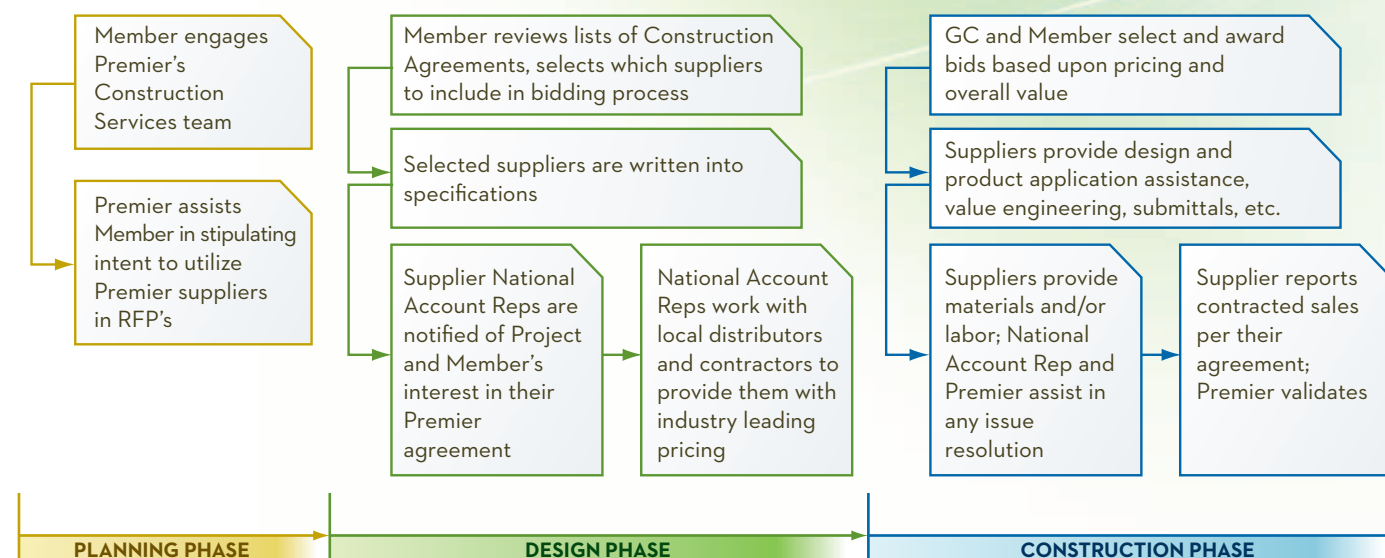 Member engages
Premier's
Construction
Services team
Premier assists
Member in stipulating
intent to utilize
Premier suppliers
in RFP's
Member reviews lists of Construction
Agreements, selects which suppliers
to include in bidding process
Selected suppliers are written into
specifications
Supplier National
Account Reps are
notified of Project
and Member's
interest in their
Premier
agreement
National Account
Reps work with
local distributors
and contractors to
provide them with
industry leading
pricing
GC and Member select and award
bids based upon pricing and
overall value
Suppliers provide design and
product application assistance,
value engineering, submittals, etc.
Suppliers provide
materials and/or
labor; National
Account Rep and
Premier assist in
any issue
resolution
Supplier reports
contracted sales
per their
agreement;
Premier validates
PLANNING PHASE
DESIGN PHASE
CONSTRUCTION PHASE